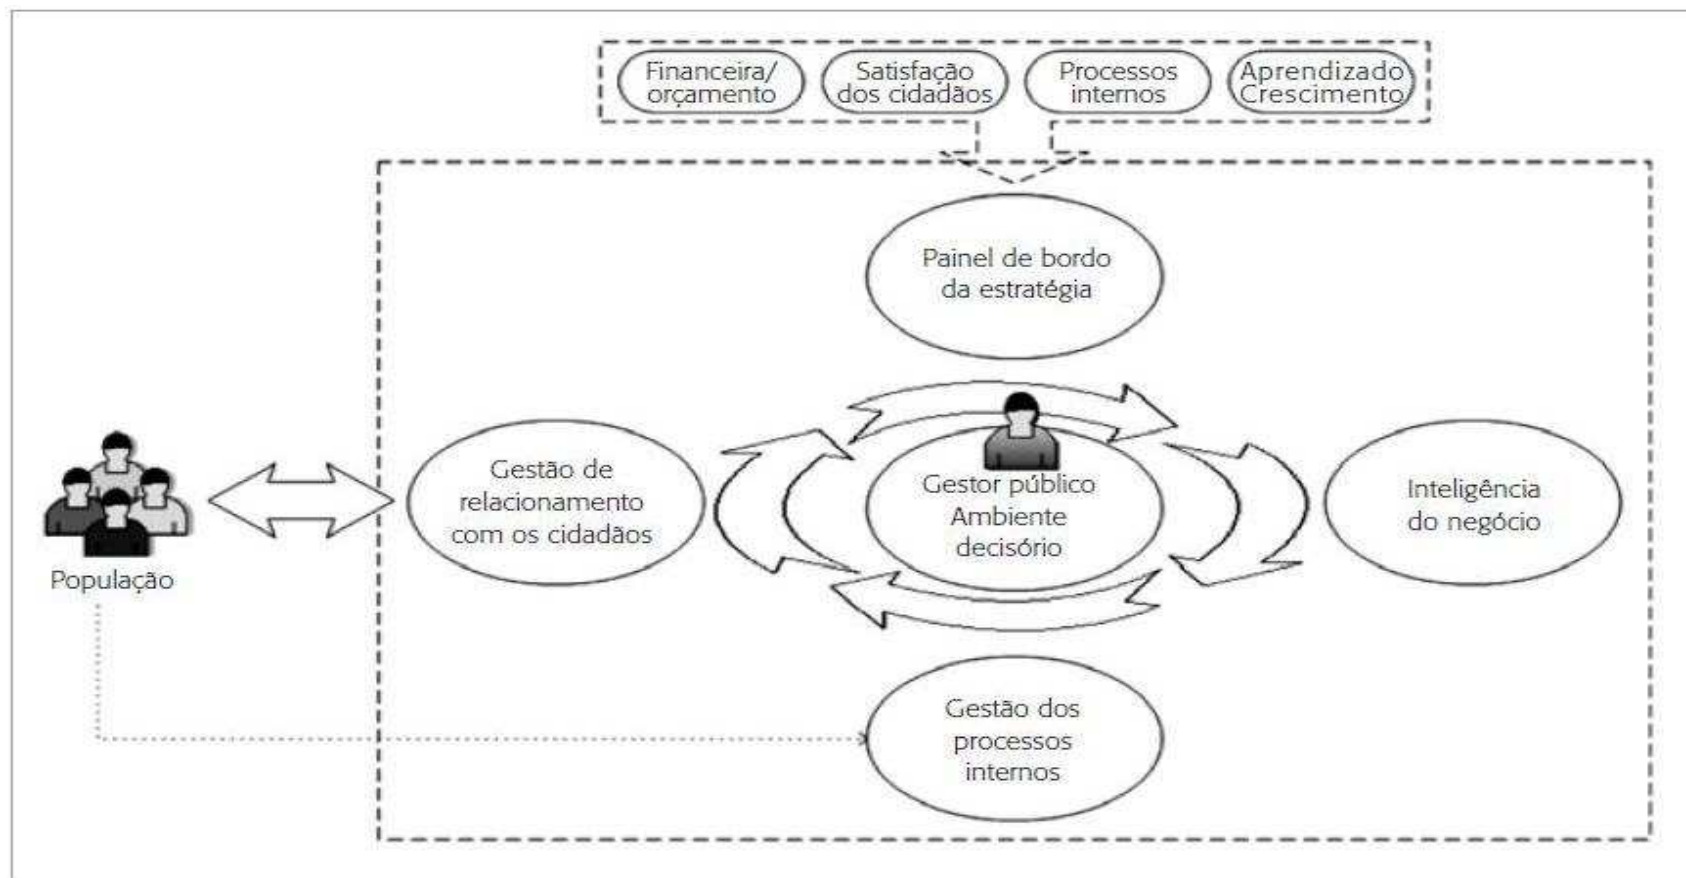 Financeira/
orçamento
Satisfação
dos cidadãos
Processos
internos
Aprendizado
Crescimento
Painel de bordo
da estratégia
Gestão de
relacionamento
com os cidadãos
Gestor público
Ambiente
decisório
Inteligência
do negócio
População
Gestão dos
processos
internos